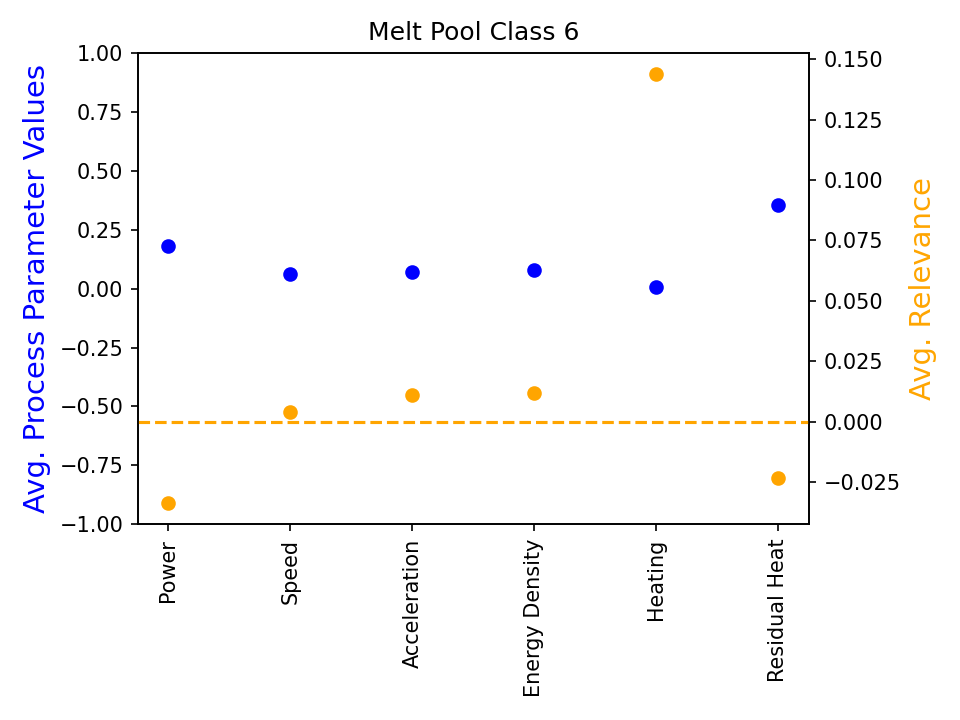 Melt Pool Class 6
Avg. Process Parameter Values
1.00
0.75
0.50
0.25
0.00
−0.25
−0.50
−0.75
−1.00
0.150
0.125
0.100
0.075
0.050
0.025
0.000
−0.025
Avg. Relevance
Power
Speed
Acceleration
Energy Density
Heating
Residual Heat